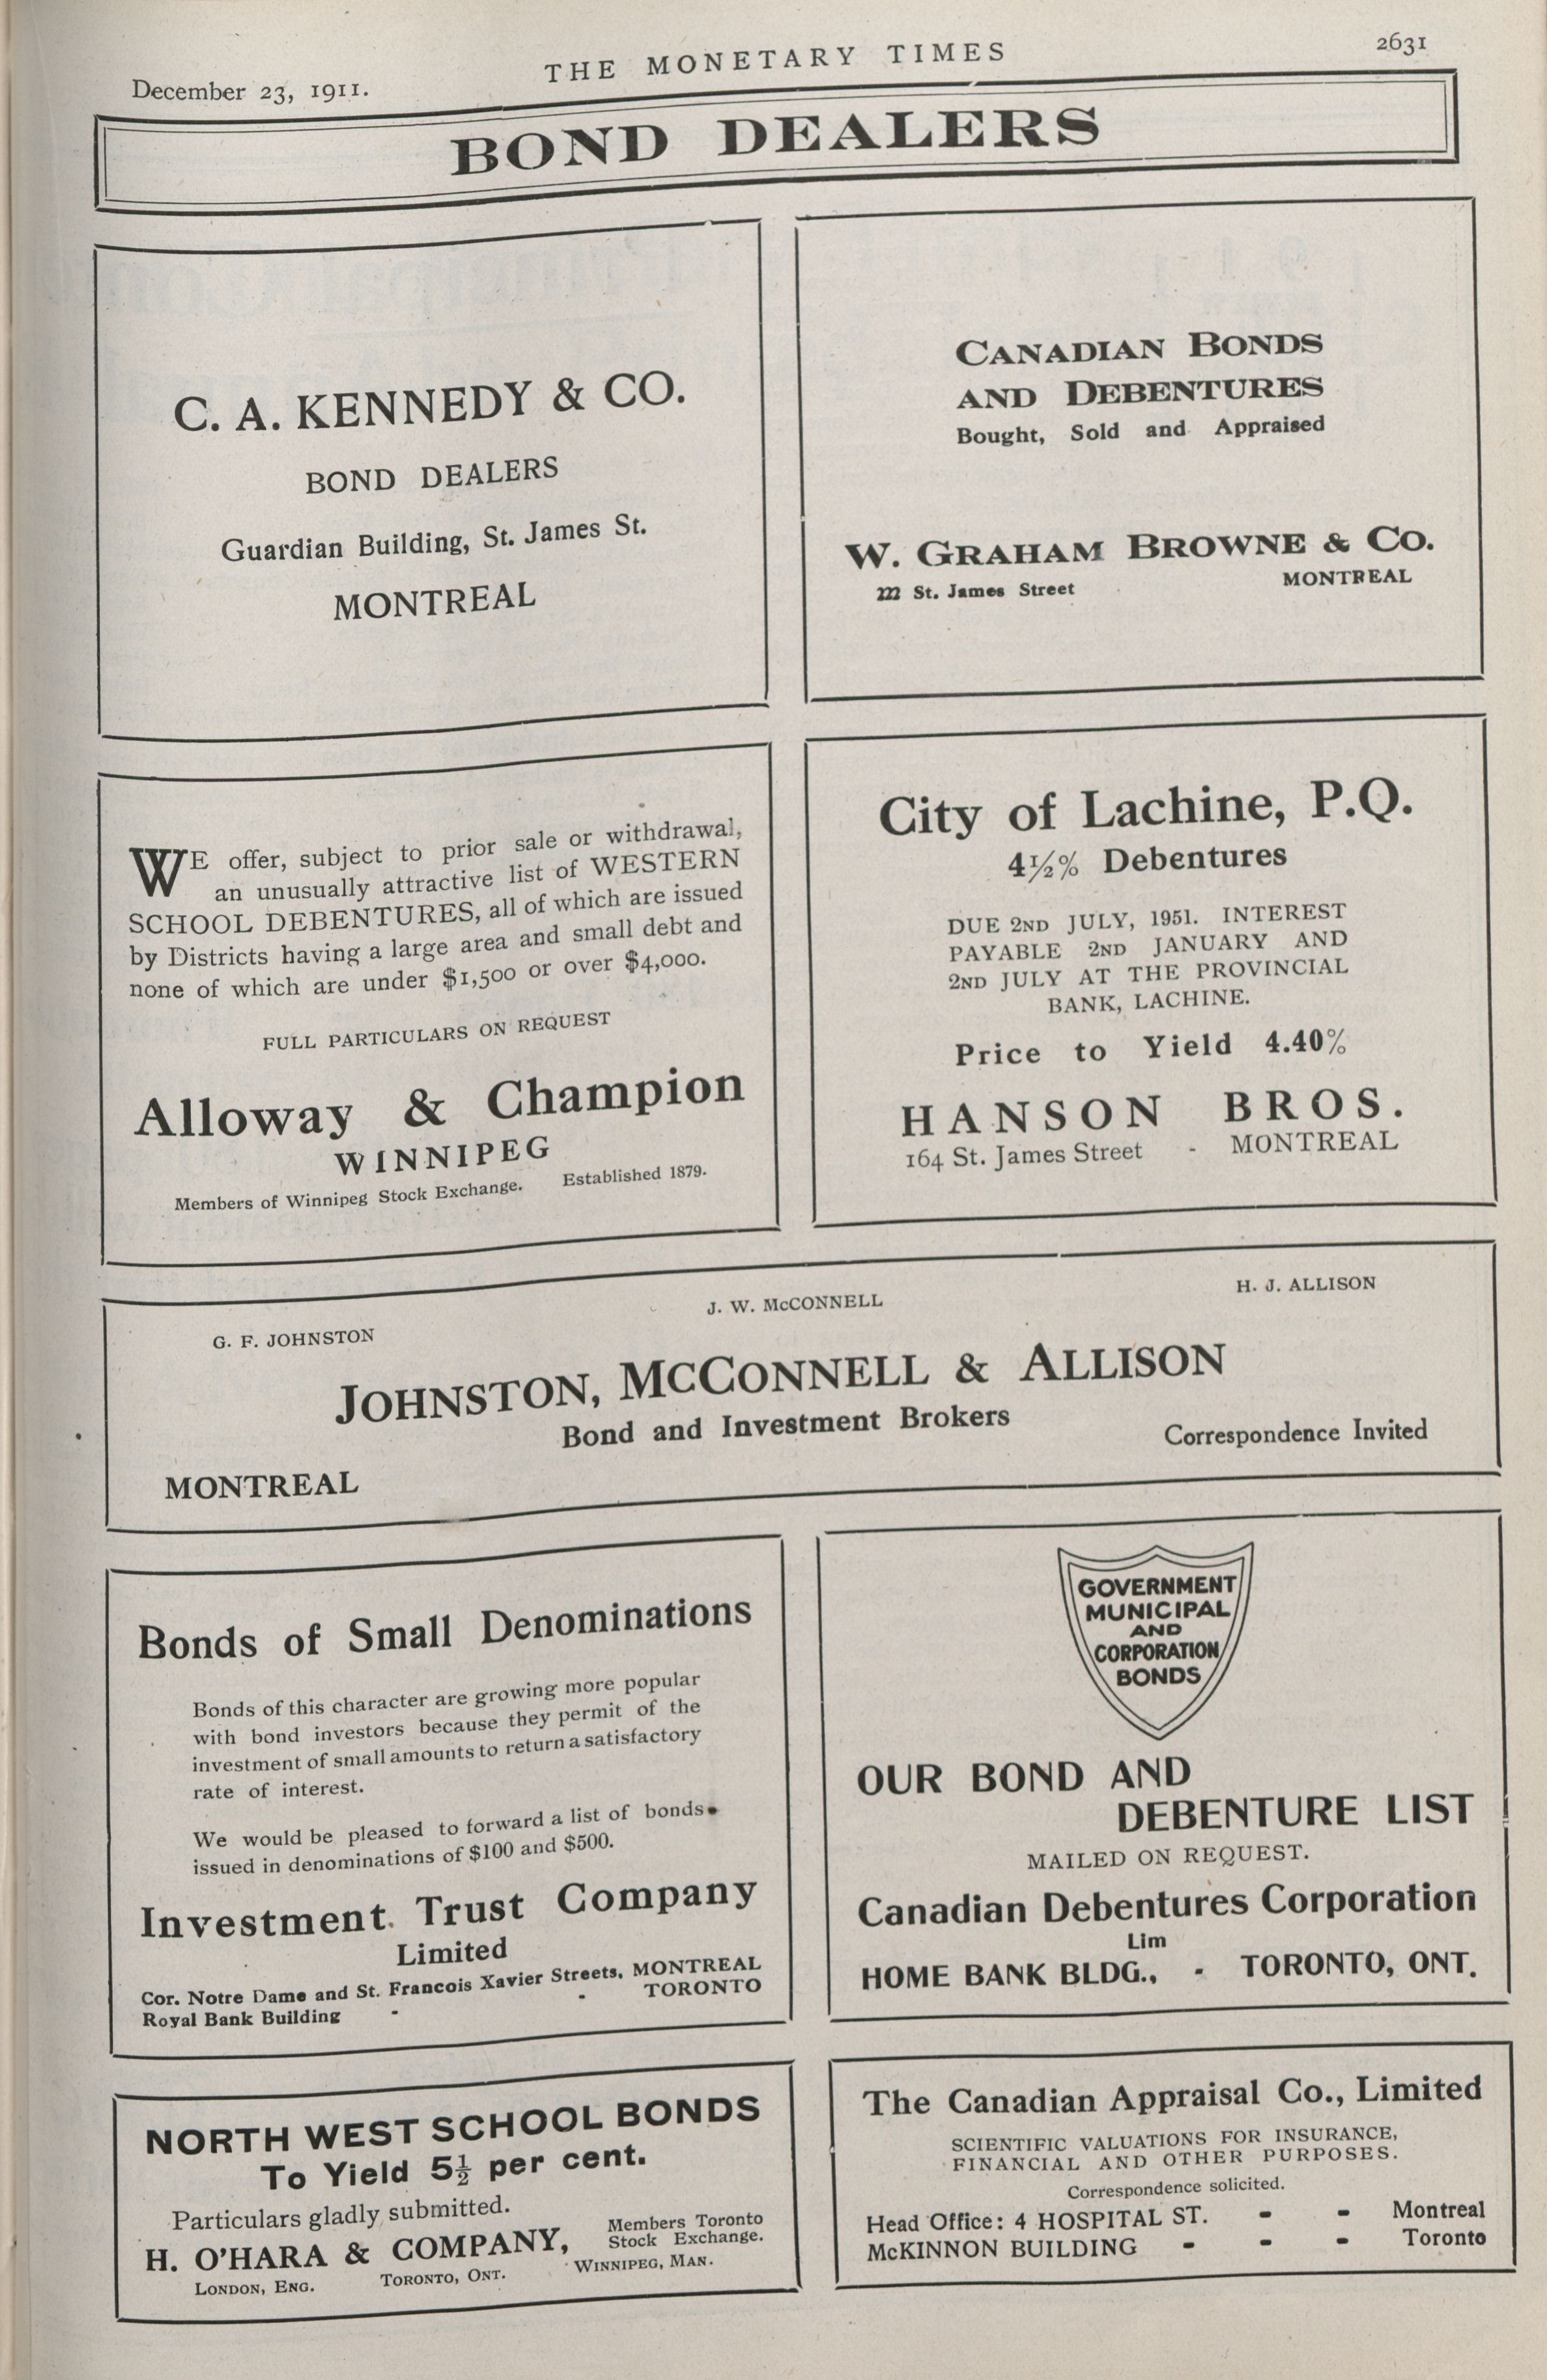 December 23, 1911.
THE MONETARY TIMES
2631
BOND DEALERS
C. A. KENNEDY & CO.
BOND DEALERS
Guardian Building, St. James St.
MONTREAL
CANADIAN BONDS
AND DEBENTURES
Bought, Sold and Appraised
W. GRAHAM BROWNE & CO.
222 St. James Street MONTREAL
WE offer, subject to prior sale or withdrawal,
an unusually attractive list of WESTERN
SCHOOL DEBENTURES, all of which are issued
by Districts having a large area and small debt and
none of which are under $1,500 or over $4,000.
FULL PARTICULARS ON REQUEST
Alloway & Champion
WINNIPEG
Members of Winnipeg Stock Exchange. Established 1879.
City of Lachine, P.Q.
4½% Debentures
DUE 2ND JULY, 1951. INTEREST
PAYABLE 2ND JANUARY AND
2ND JULY AT THE PROVINCIAL
BANK, LACHINE.
Price to Yield 4.40%
HANSON BROS.
164 St. James Street - MONTREAL
G. F. JOHNSTON J. W. McCONNELL H. J. ALLISON
JOHNSTON, MCCONNELL & ALLISON
Bond and Investment Brokers
MONTREAL Correspondence Invited
Bonds of Small Denominations
Bonds of this character are growing more popular
with bond investors because they permit of the
investment of small amounts to return a satisfactory
rate of interest.
We would be pleased to forward a list of bonds
issued in denominations of $100 and $500.
Investment Trust Company
Limited
Cor. Notre Dame and St. Francois Xavier Streets, MONTREAL
Royal Bank Building - - TORONTO
GOVERNMENT
MUNICIPAL
AND
CORPORATION
BONDS
OUR BOND AND
DEBENTURE LIST
MAILED ON REQUEST.
Canadian Debentures Corporation
Lim
HOME BANK BLDG., - TORONTO, ONT.
NORTH WEST SCHOOL BONDS
To Yield 5½ per cent.
Particulars gladly submitted.
H. O'HARA & COMPANY, Members Toronto
Stock Exchange.
LONDON, ENG. TORONTO, ONT. WINNIPEG, MAN.
The Canadian Appraisal Co., Limited
SCIENTIFIC VALUATIONS FOR INSURANCE,
FINANCIAL AND OTHER PURPOSES.
Correspondence solicited.
Head Office: 4 HOSPITAL ST. - - Montreal
McKINNON BUILDING - - - Toronto